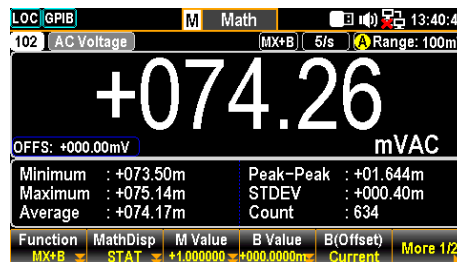 LOC GPIB M Math 13:40:4
102 AC Voltage MX+B 5/s A Range: 100m
+074.26
OFFS: +000.00mV mVAC
Minimum : +073.50m Peak-Peak : +01.644m
Maximum : +075.14m STDEV : +000.40m
Average : +074.17m Count : 634
Function MathDisp M Value B Value B(Offset) More 1/2
MX+B STAT +1.000000 +000.0000m Current